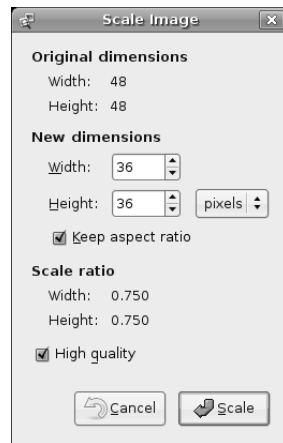 Scale Image
Original dimensions
Width: 48
Height: 48
New dimensions
Width: 36
Height: 36 pixels
Keep aspect ratio
Scale ratio
Width: 0.750
Height: 0.750
High quality
Cancel Scale